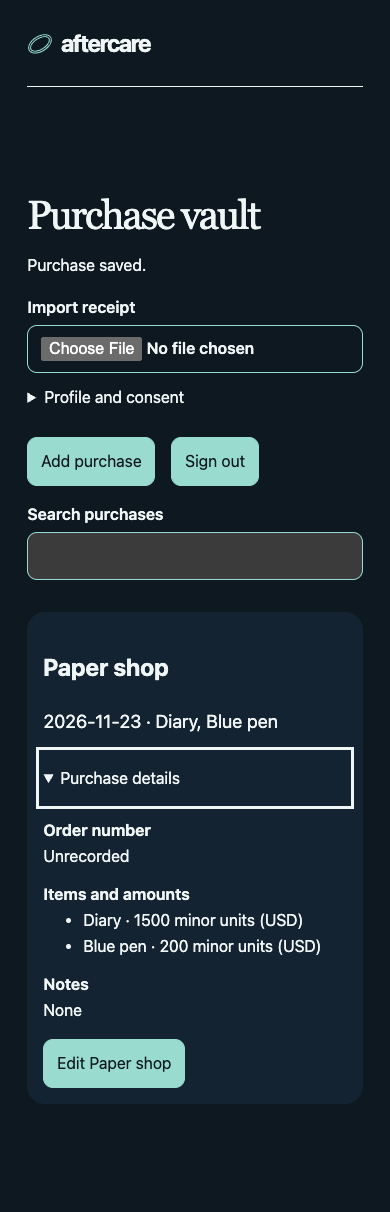 aftercare
Purchase vault
Purchase saved.
Import receipt
Choose File No file chosen
Profile and consent
Add purchase Sign out
Search purchases
Paper shop
2026-11-23 · Diary, Blue pen
Purchase details
Order number
Unrecorded
Items and amounts
• Diary · 1500 minor units (USD)
• Blue pen · 200 minor units (USD)
Notes
None
Edit Paper shop